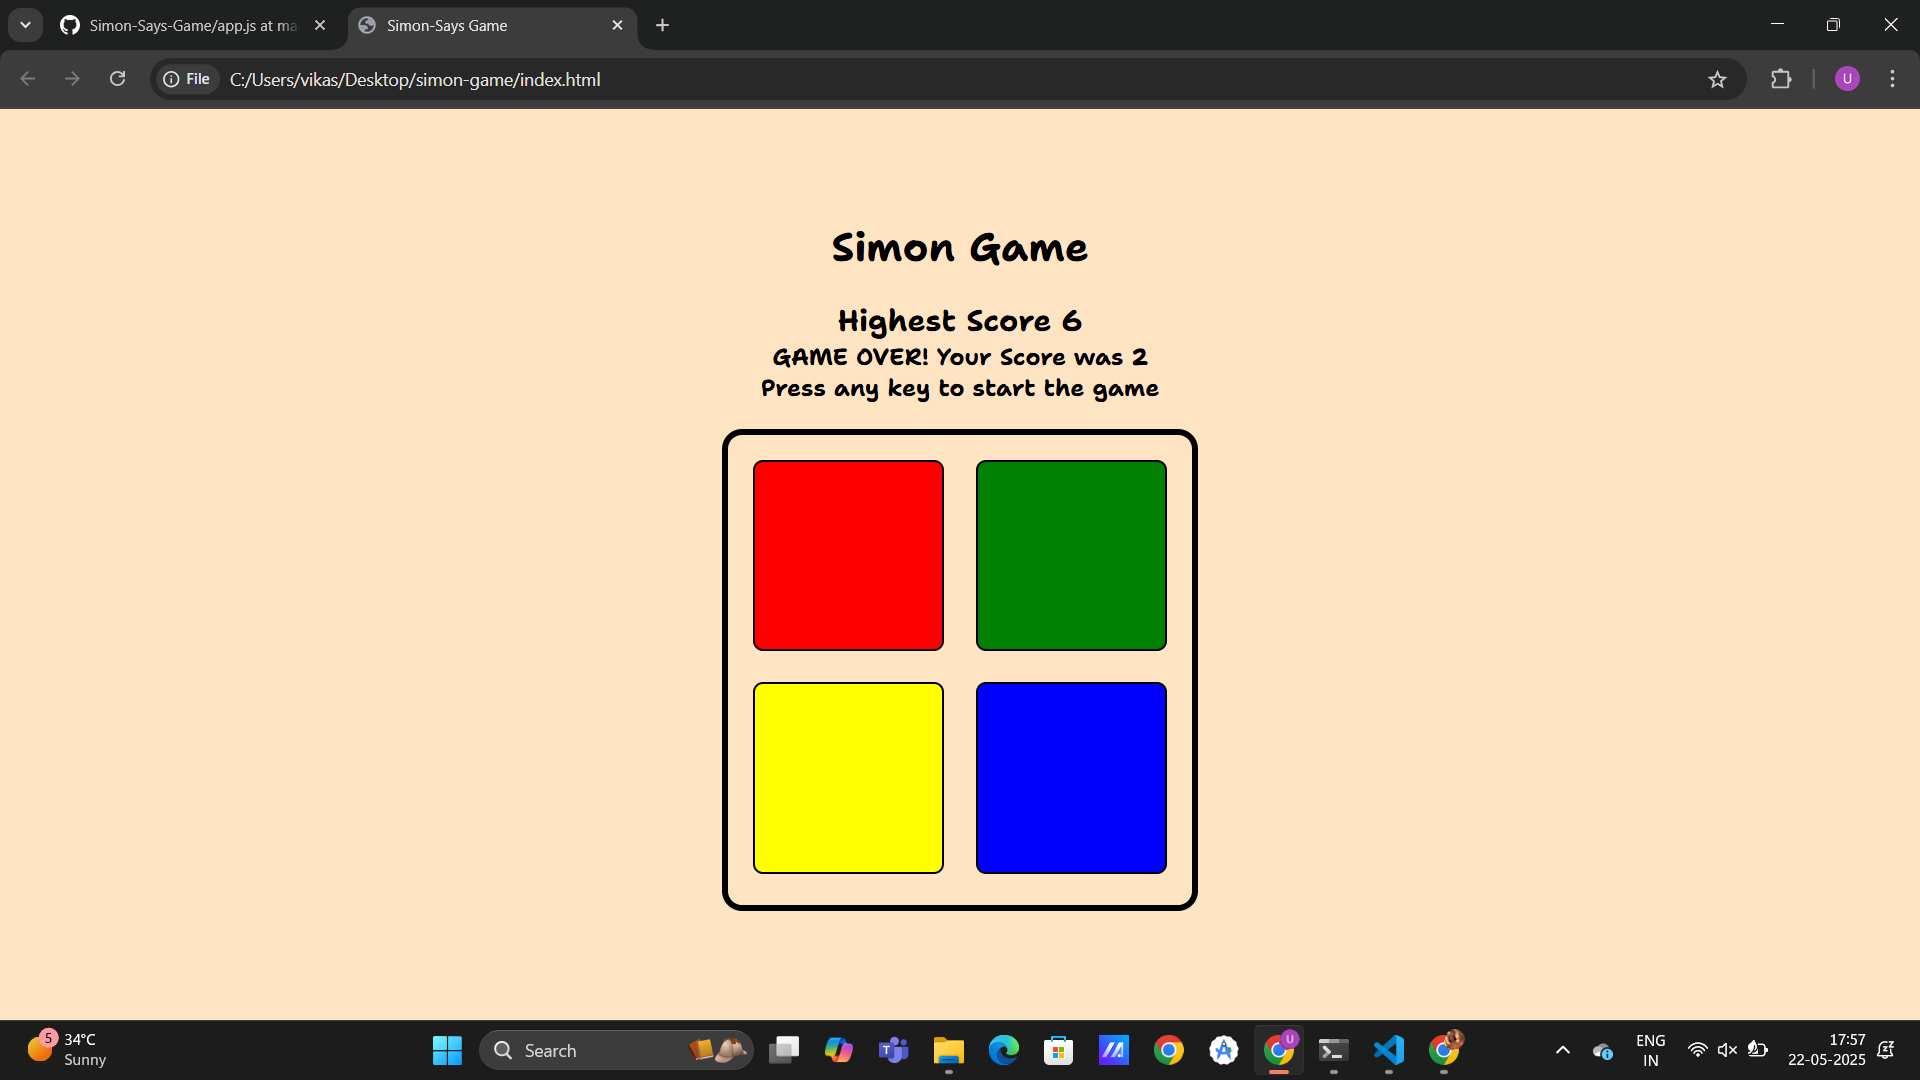 Simon-Says-Game/app.js at ma
Simon-Says Game
File
C:/Users/vikas/Desktop/simon-game/index.html
U
Simon Game
Highest Score 6
GAME OVER! Your Score was 2
Press any key to start the game
5
34°C
Sunny
Search
T
U
ENG
IN
17:57
22-05-2025